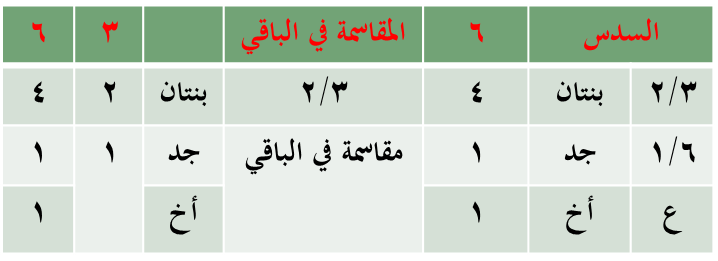 السدس ٦ المقاسمة في الباقي ٣ ٦
٢/٣ بنتان ٤ ٢/٣ بنتان ٢ ٤
١/٦ جد ١ مقاسمة في الباقي جد ١ ١
ع أخ ١ أخ ١